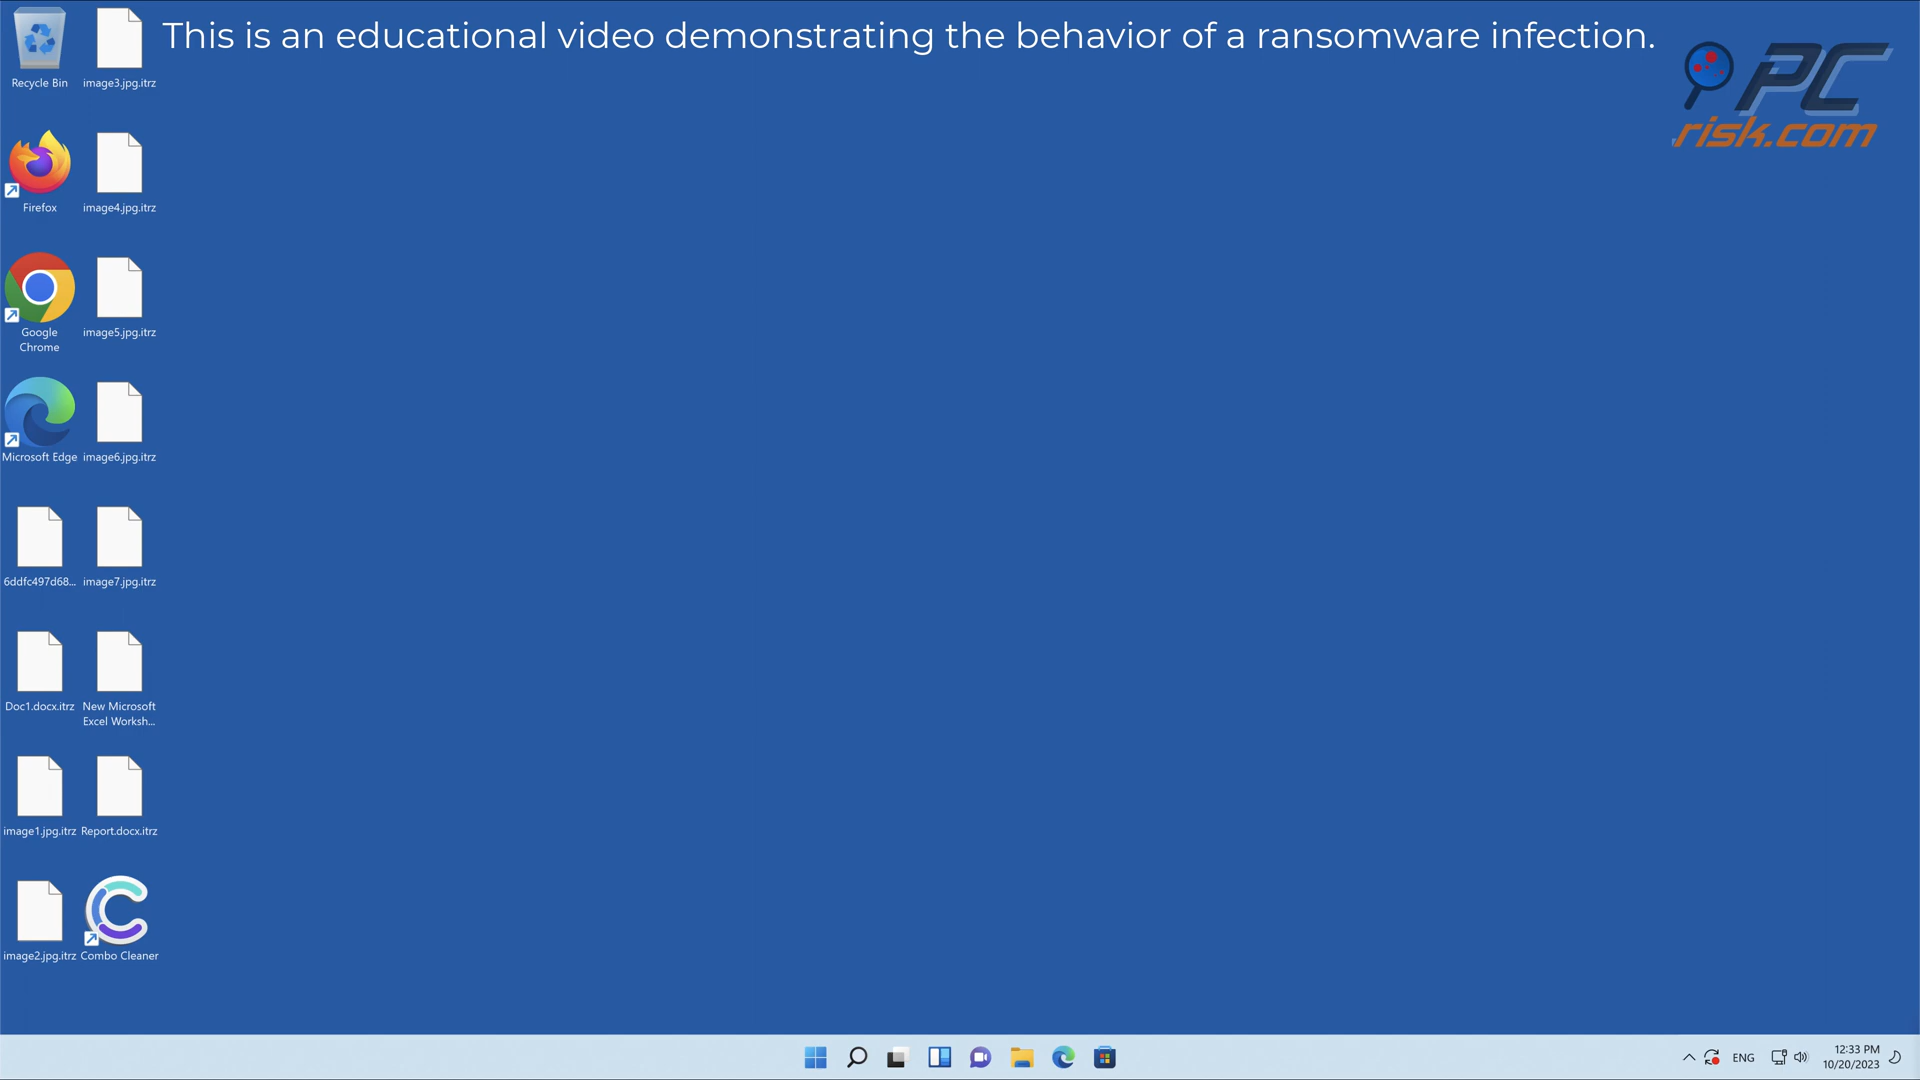 This is an educational video demonstrating the behavior of a ransomware infection.
PC
risk.com
Recycle Bin
image3.jpg.itrz
Firefox
image4.jpg.itrz
Google
Chrome
image5.jpg.itrz
Microsoft Edge
image6.jpg.itrz
6ddfc497d68...
image7.jpg.itrz
Doc1.docx.itrz
New Microsoft
Excel Worksh...
image1.jpg.itrz
Report.docx.itrz
image2.jpg.itrz
Combo Cleaner
ENG
12:33 PM
10/20/2023